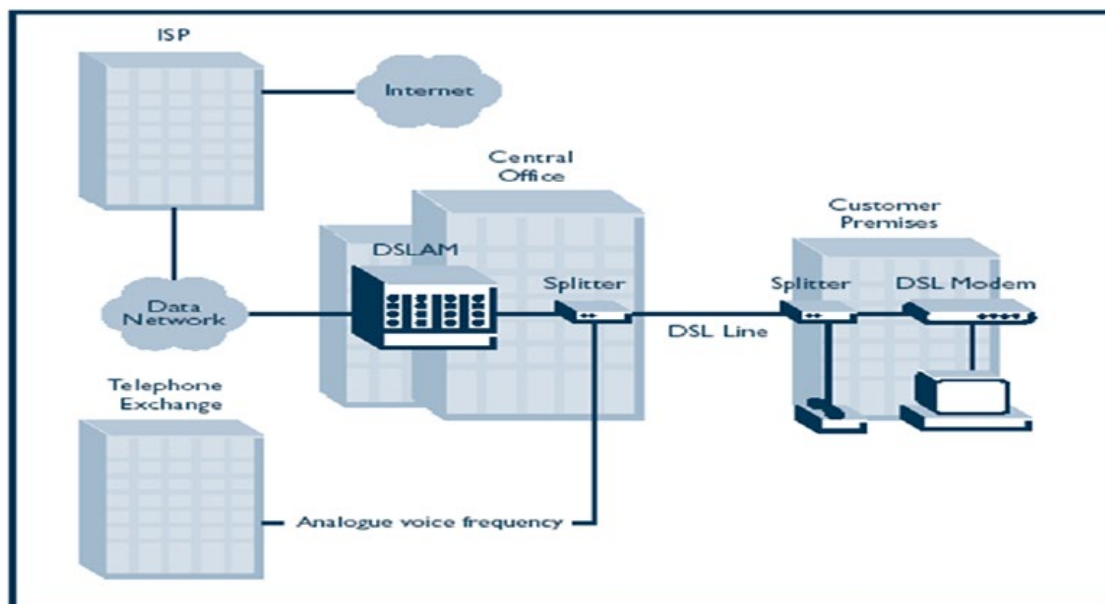 ISP
Internet
Central
Office
Customer
Premises
DSLAM
Splitter
Splitter
DSL Modem
Data
Network
DSL Line
Telephone
Exchange
Analogue voice frequency